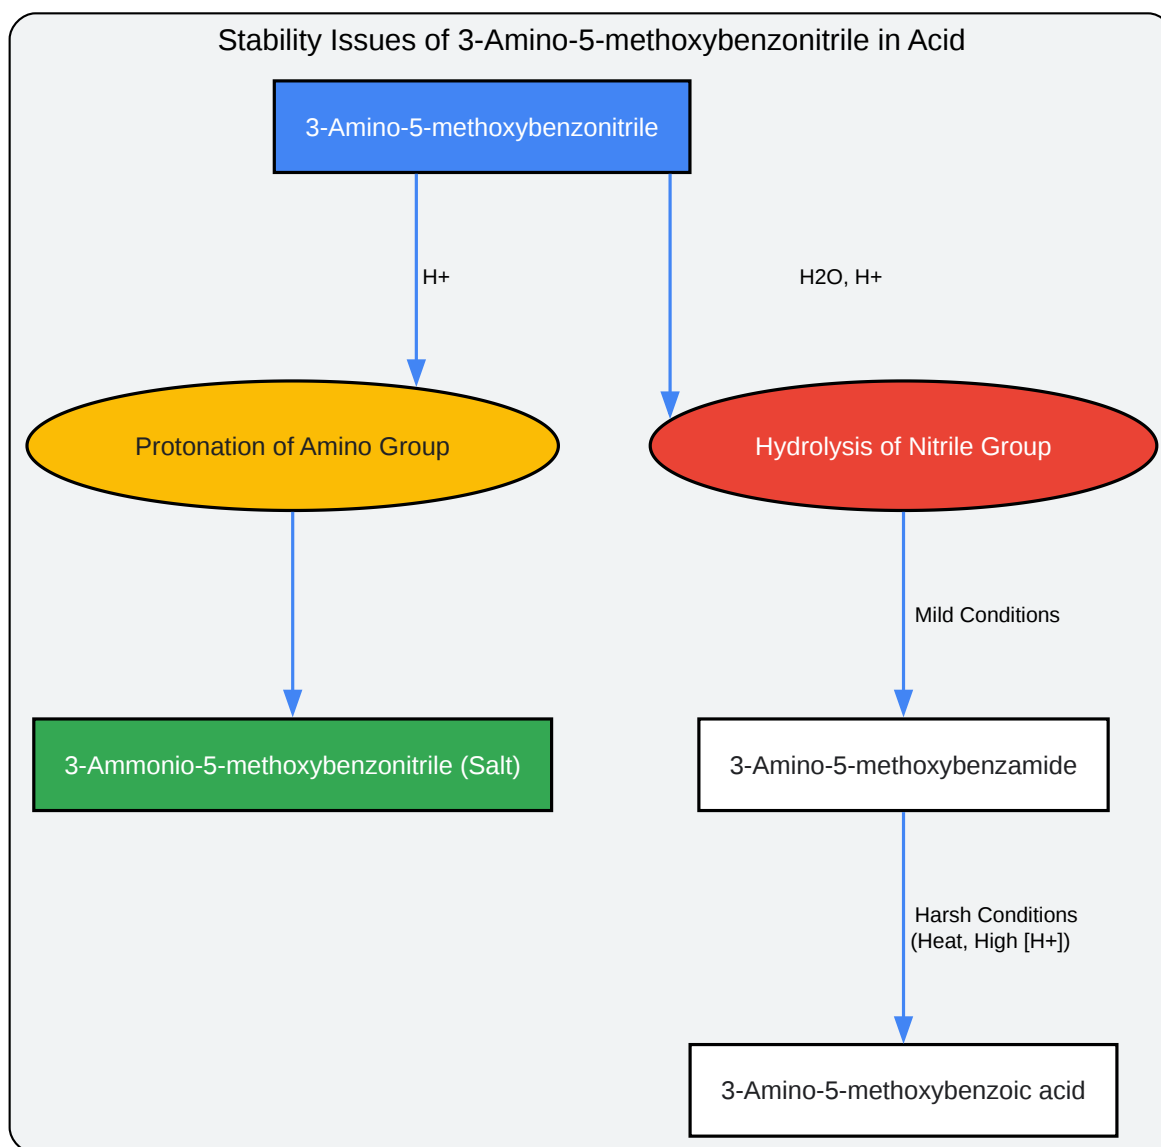 Stability Issues of 3-Amino-5-methoxybenzonitrile in Acid
3-Amino-5-methoxybenzonitrile
H+
H2O, H+
Protonation of Amino Group
Hydrolysis of Nitrile Group
Mild Conditions
3-Ammonio-5-methoxybenzonitrile (Salt)
3-Amino-5-methoxybenzamide
Harsh Conditions
(Heat, High [H+])
3-Amino-5-methoxybenzoic acid